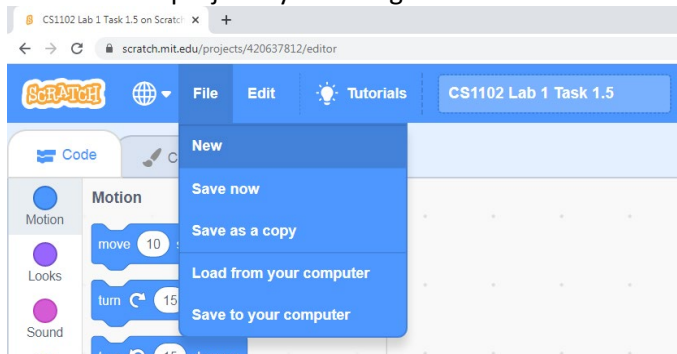 CS1102 Lab 1 Task 1.5 on Scratch
scratch.mit.edu/projects/420637812/editor
SCRATCH File Edit Tutorials CS1102 Lab 1 Task 1.5
Code
New
Motion
Save now
Motion
move 10
Save as a copy
Looks
Load from your computer
turn 15
Save to your computer
Sound
15